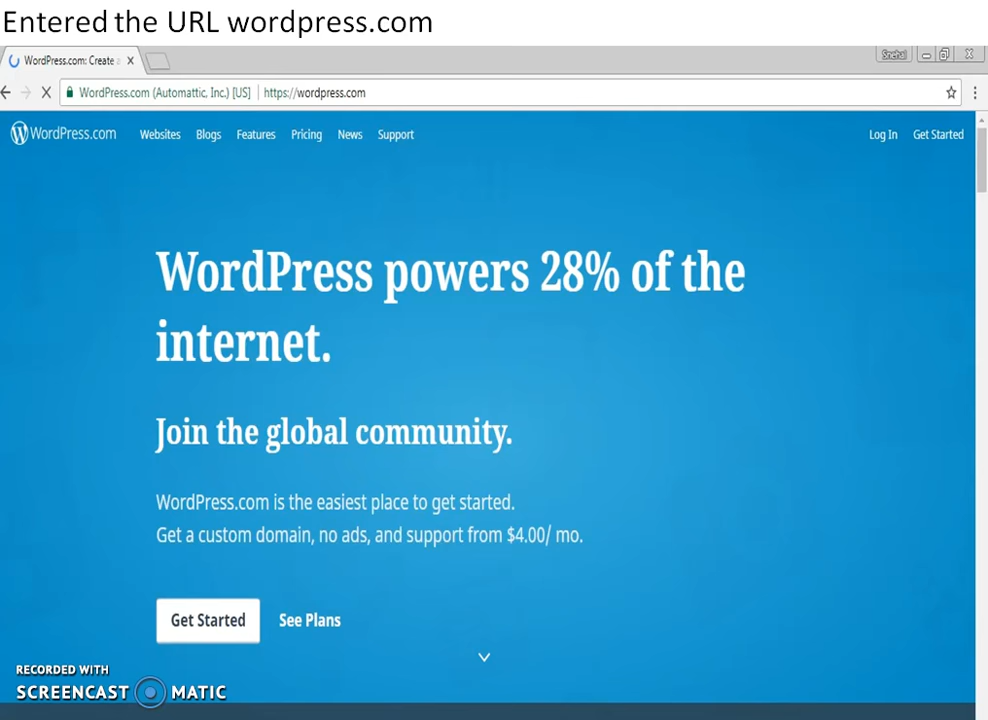 Entered the URL wordpress.com
WordPress.com: Create a
Snehal
WordPress.com (Automattic, Inc.) [US] https://wordpress.com
WordPress.com Websites Blogs Features Pricing News Support Log In Get Started
WordPress powers 28% of the
internet.
Join the global community.
WordPress.com is the easiest place to get started.
Get a custom domain, no ads, and support from $4.00/ mo.
Get Started See Plans
RECORDED WITH
SCREENCAST MATIC